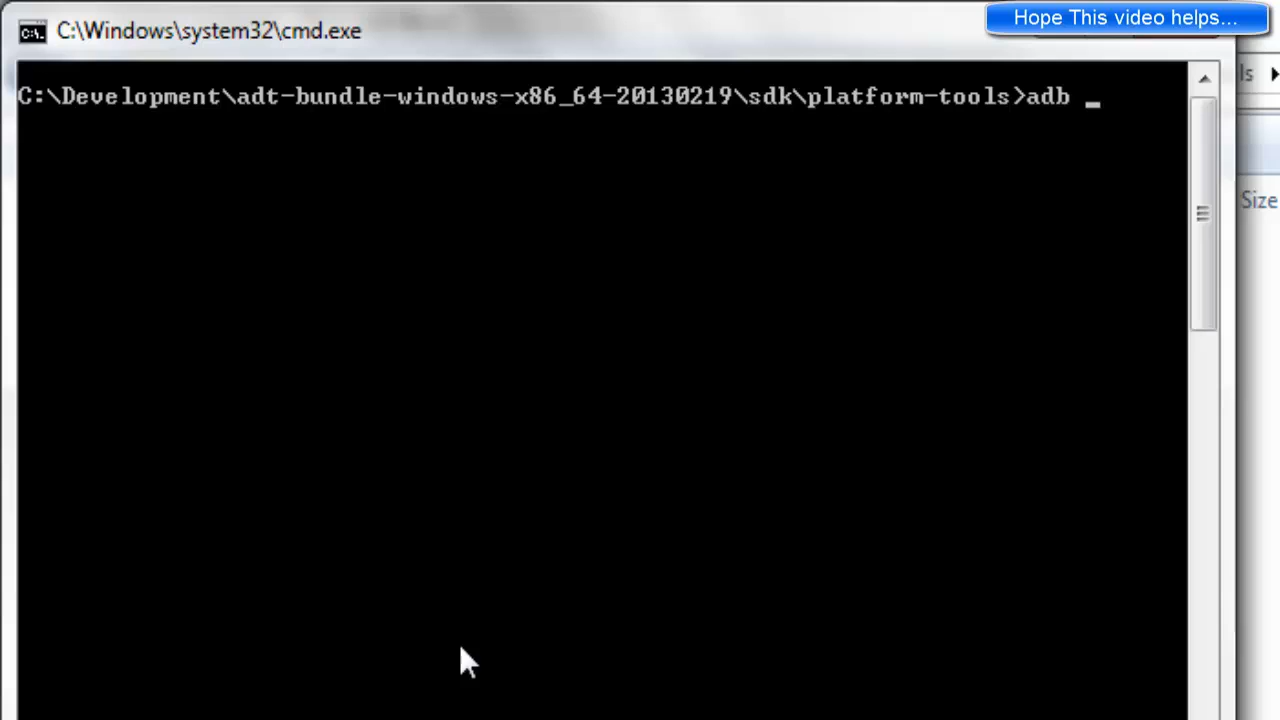 Hope This video helps...
C:\Windows\system32\cmd.exe
ls
C:\Development\adt-bundle-windows-x86_64-20130219\sdk\platform-tools>adb _
Size